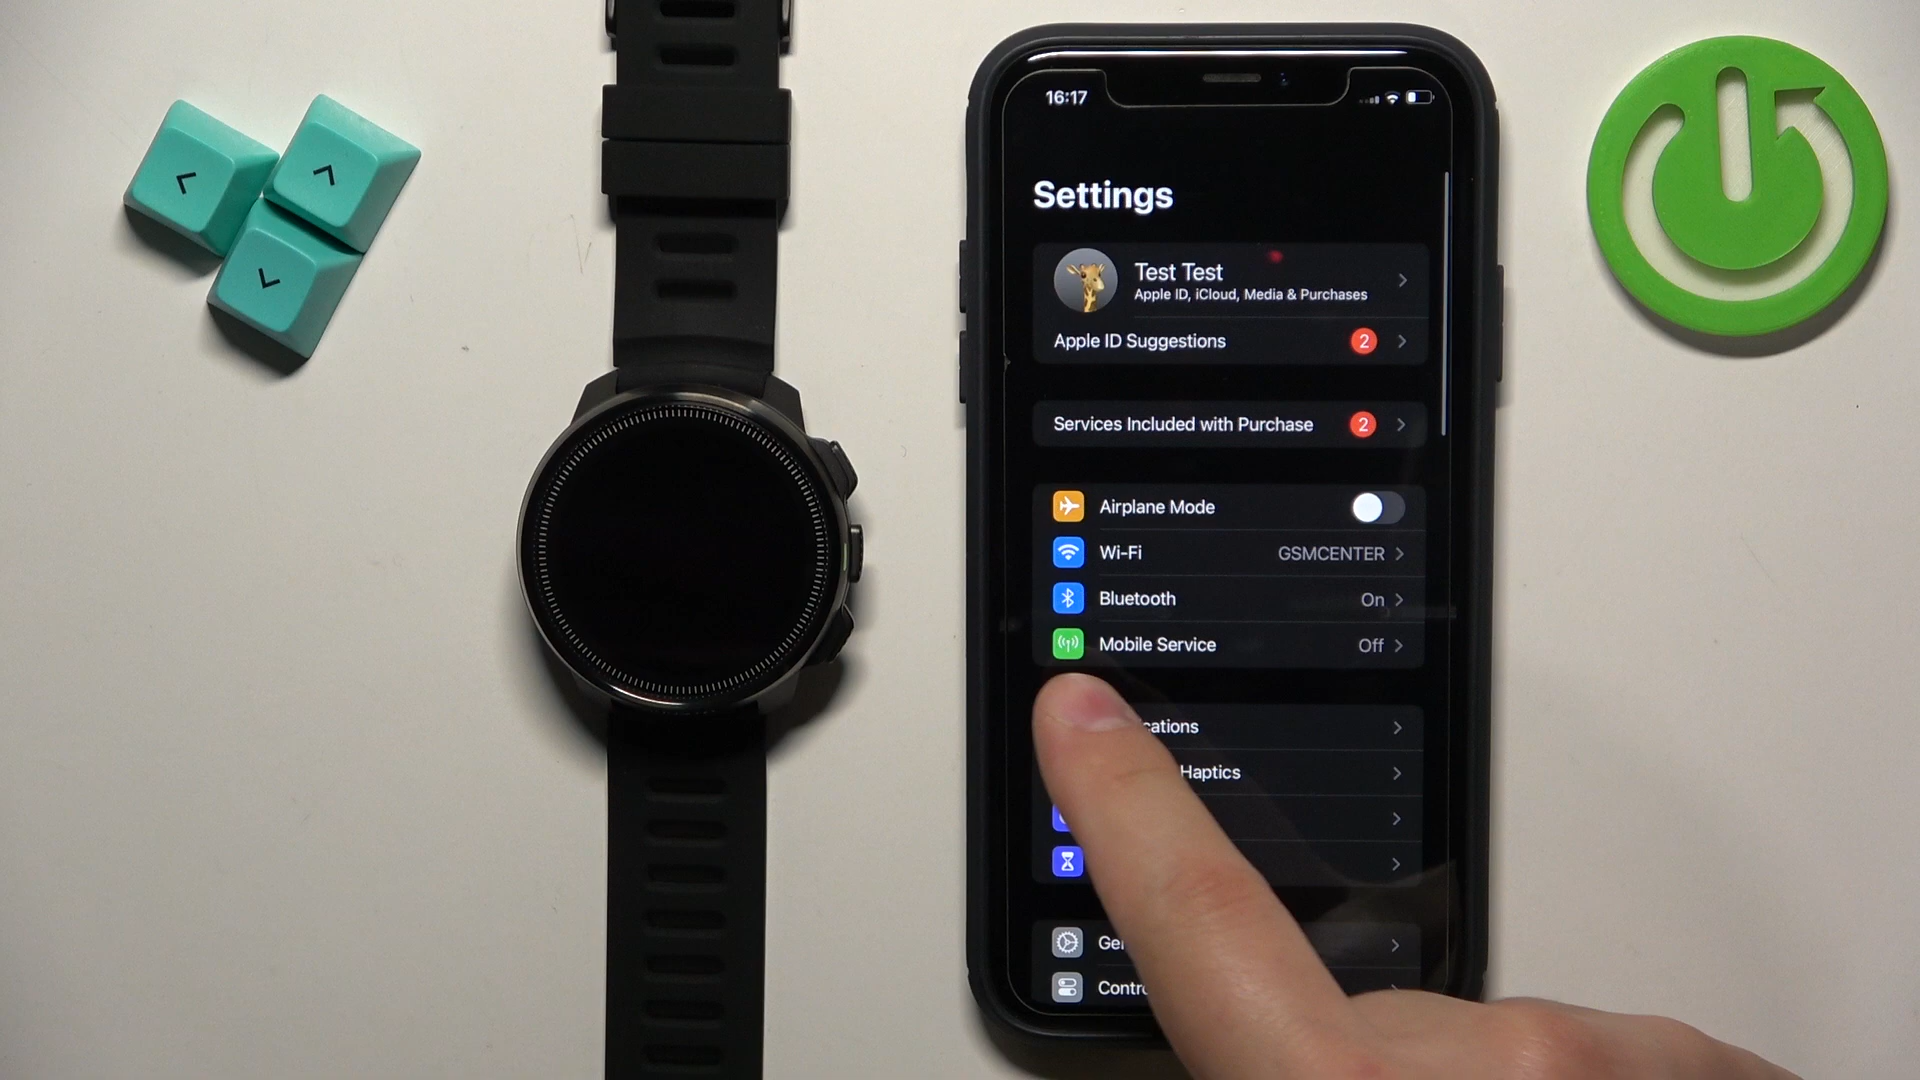 16:17
Settings
Test Test
Apple ID, iCloud, Media & Purchases
Apple ID Suggestions 2
Services Included with Purchase 2
Airplane Mode
Wi-Fi GSMCENTER
Bluetooth On
Mobile Service Off
cations
Haptics
Ge
Contr